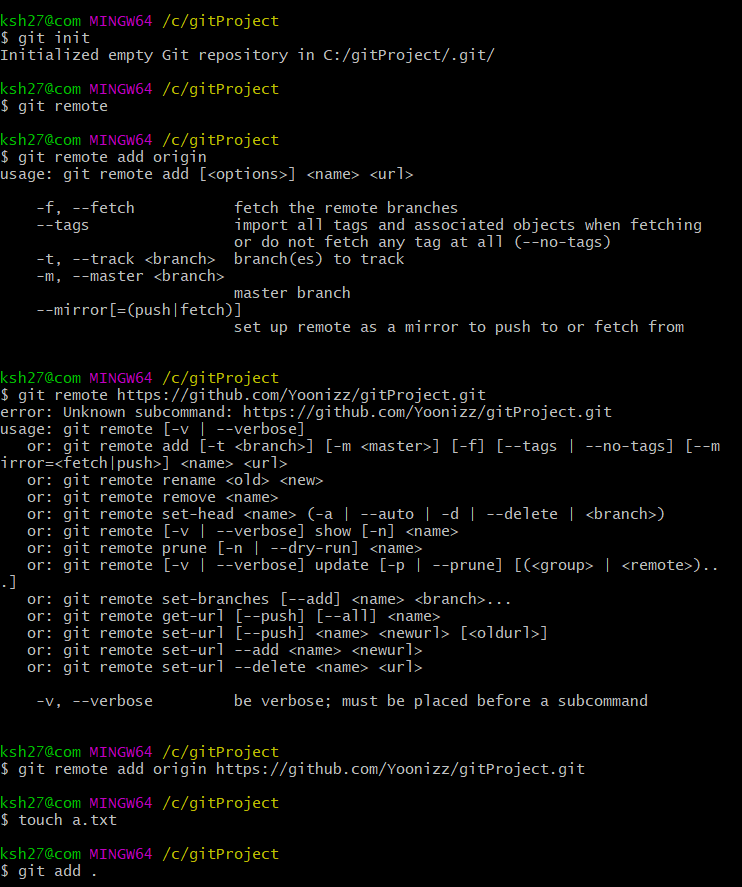 ksh27@com MINGW64 /c/gitProject
$ git init
Initialized empty Git repository in C:/gitProject/.git/

ksh27@com MINGW64 /c/gitProject
$ git remote

ksh27@com MINGW64 /c/gitProject
$ git remote add origin
usage: git remote add [<options>] <name> <url>

    -f, --fetch           fetch the remote branches
    --tags                import all tags and associated objects when fetching
                          or do not fetch any tag at all (--no-tags)
    -t, --track <branch>  branch(es) to track
    -m, --master <branch>
                          master branch
    --mirror[=(push|fetch)]
                          set up remote as a mirror to push to or fetch from


ksh27@com MINGW64 /c/gitProject
$ git remote https://github.com/Yoonizz/gitProject.git
error: Unknown subcommand: https://github.com/Yoonizz/gitProject.git
usage: git remote [-v | --verbose]
   or: git remote add [-t <branch>] [-m <master>] [-f] [--tags | --no-tags] [--m
irror=<fetch|push>] <name> <url>
   or: git remote rename <old> <new>
   or: git remote remove <name>
   or: git remote set-head <name> (-a | --auto | -d | --delete | <branch>)
   or: git remote [-v | --verbose] show [-n] <name>
   or: git remote prune [-n | --dry-run] <name>
   or: git remote [-v | --verbose] update [-p | --prune] [(<group> | <remote>)..
.]
   or: git remote set-branches [--add] <name> <branch>...
   or: git remote get-url [--push] [--all] <name>
   or: git remote set-url [--push] <name> <newurl> [<oldurl>]
   or: git remote set-url --add <name> <newurl>
   or: git remote set-url --delete <name> <url>

    -v, --verbose         be verbose; must be placed before a subcommand


ksh27@com MINGW64 /c/gitProject
$ git remote add origin https://github.com/Yoonizz/gitProject.git

ksh27@com MINGW64 /c/gitProject
$ touch a.txt

ksh27@com MINGW64 /c/gitProject
$ git add .